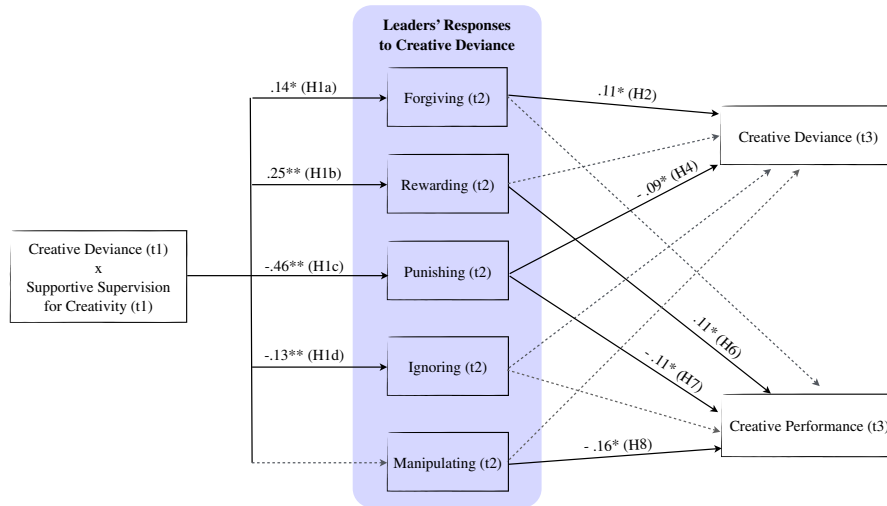 Leaders' Responses
to Creative Deviance
.14* (H1a)
Forgiving (t2)
.11* (H2)
Creative Deviance (t3)
.25** (H1b)
Rewarding (t2)
- .09* (H4)
Creative Deviance (t1)
x
Supportive Supervision
for Creativity (t1)
-.46** (H1c)
Punishing (t2)
.11* (H6)
-.11* (H7)
-.13** (H1d)
Ignoring (t2)
Creative Performance (t3)
Manipulating (t2)
- .16* (H8)